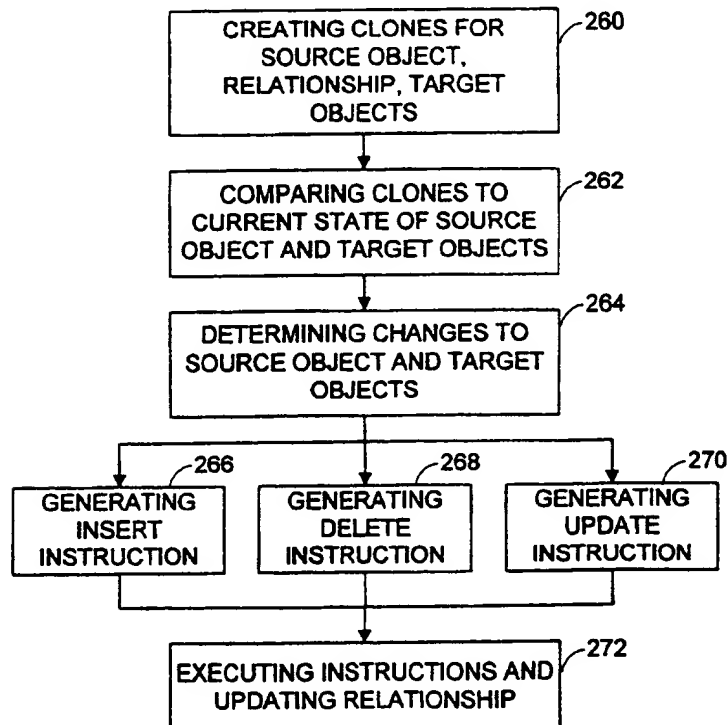 CREATING CLONES FOR
SOURCE OBJECT,
RELATIONSHIP, TARGET
OBJECTS
260
COMPARING CLONES TO
CURRENT STATE OF SOURCE
OBJECT AND TARGET OBJECTS
262
DETERMINING CHANGES TO
SOURCE OBJECT AND TARGET
OBJECTS
264
GENERATING
INSERT
INSTRUCTION
266
GENERATING
DELETE
INSTRUCTION
268
GENERATING
UPDATE
INSTRUCTION
270
EXECUTING INSTRUCTIONS AND
UPDATING RELATIONSHIP
272